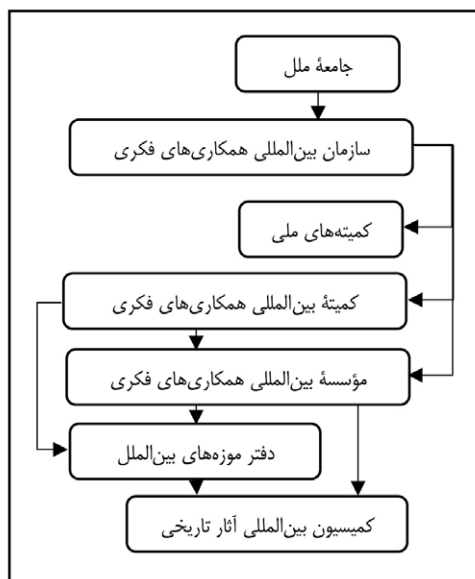 جامعهٔ ملل
سازمان بین‌المللی همکاری‌های فکری
کمیته‌های ملی
کمیتهٔ بین‌المللی همکاری‌های فکری
مؤسسهٔ بین‌المللی همکاری‌های فکری
دفتر موزه‌های بین‌الملل
کمیسیون بین‌المللی آثار تاریخی